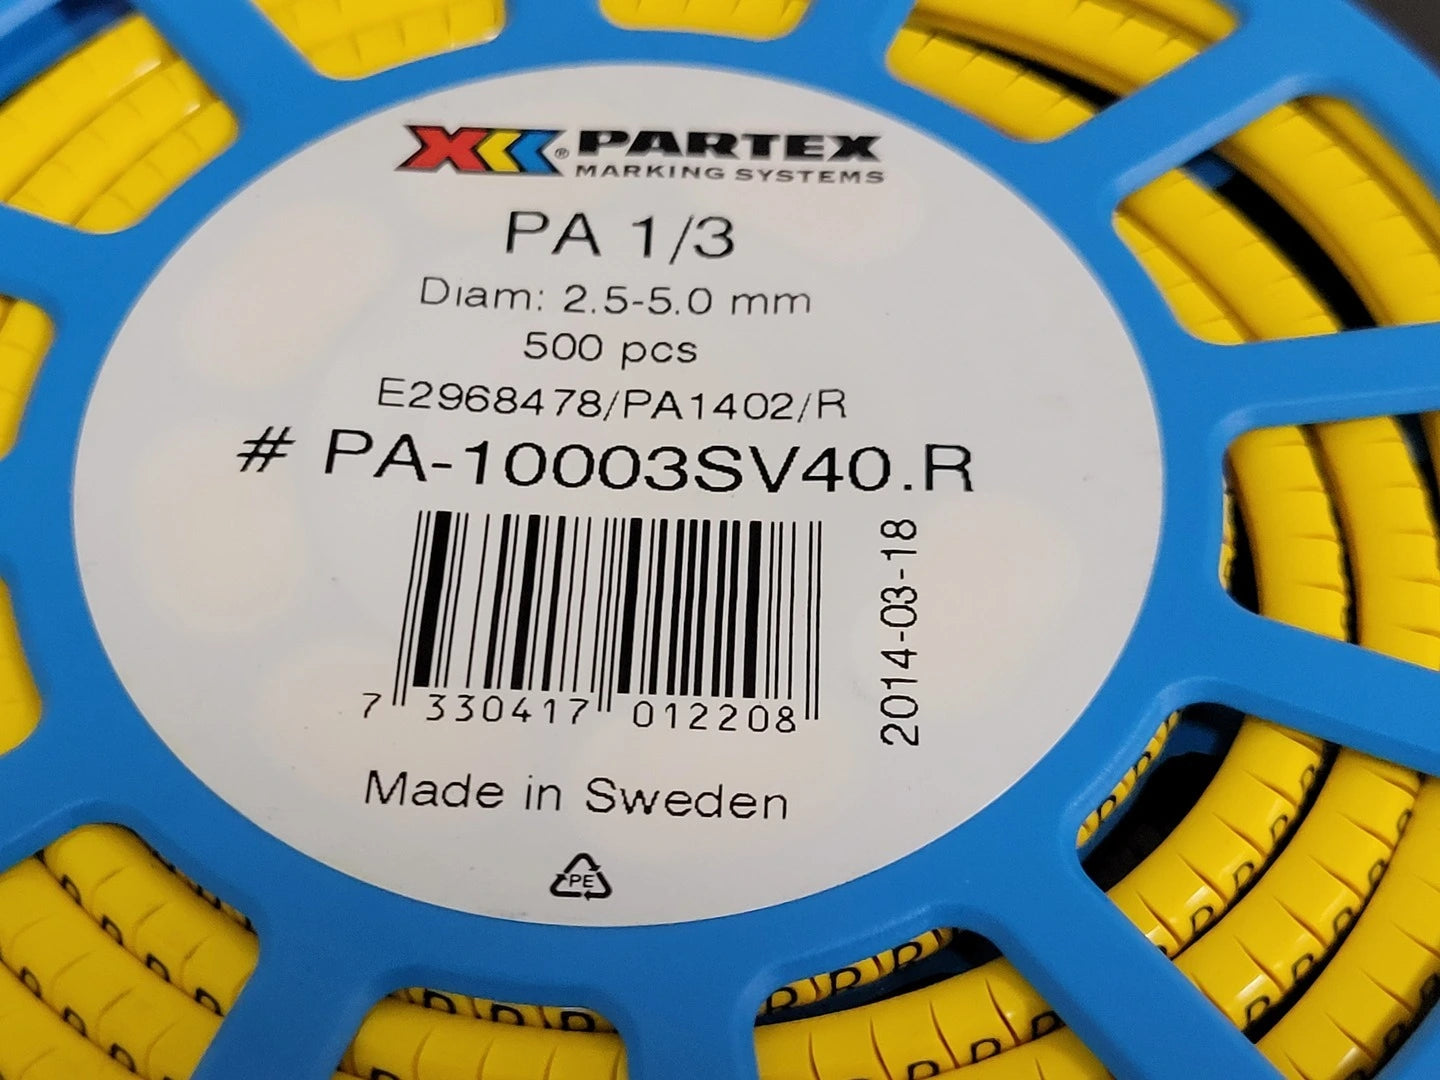 ® PARTEX
MARKING SYSTEMS
PA 1/3
Diam: 2.5-5.0 mm
500 pcs
E2968478/PA1402/R
# PA-10003SV40.R
7 330417 012208
2014-03-18
Made in Sweden
PE
R R R